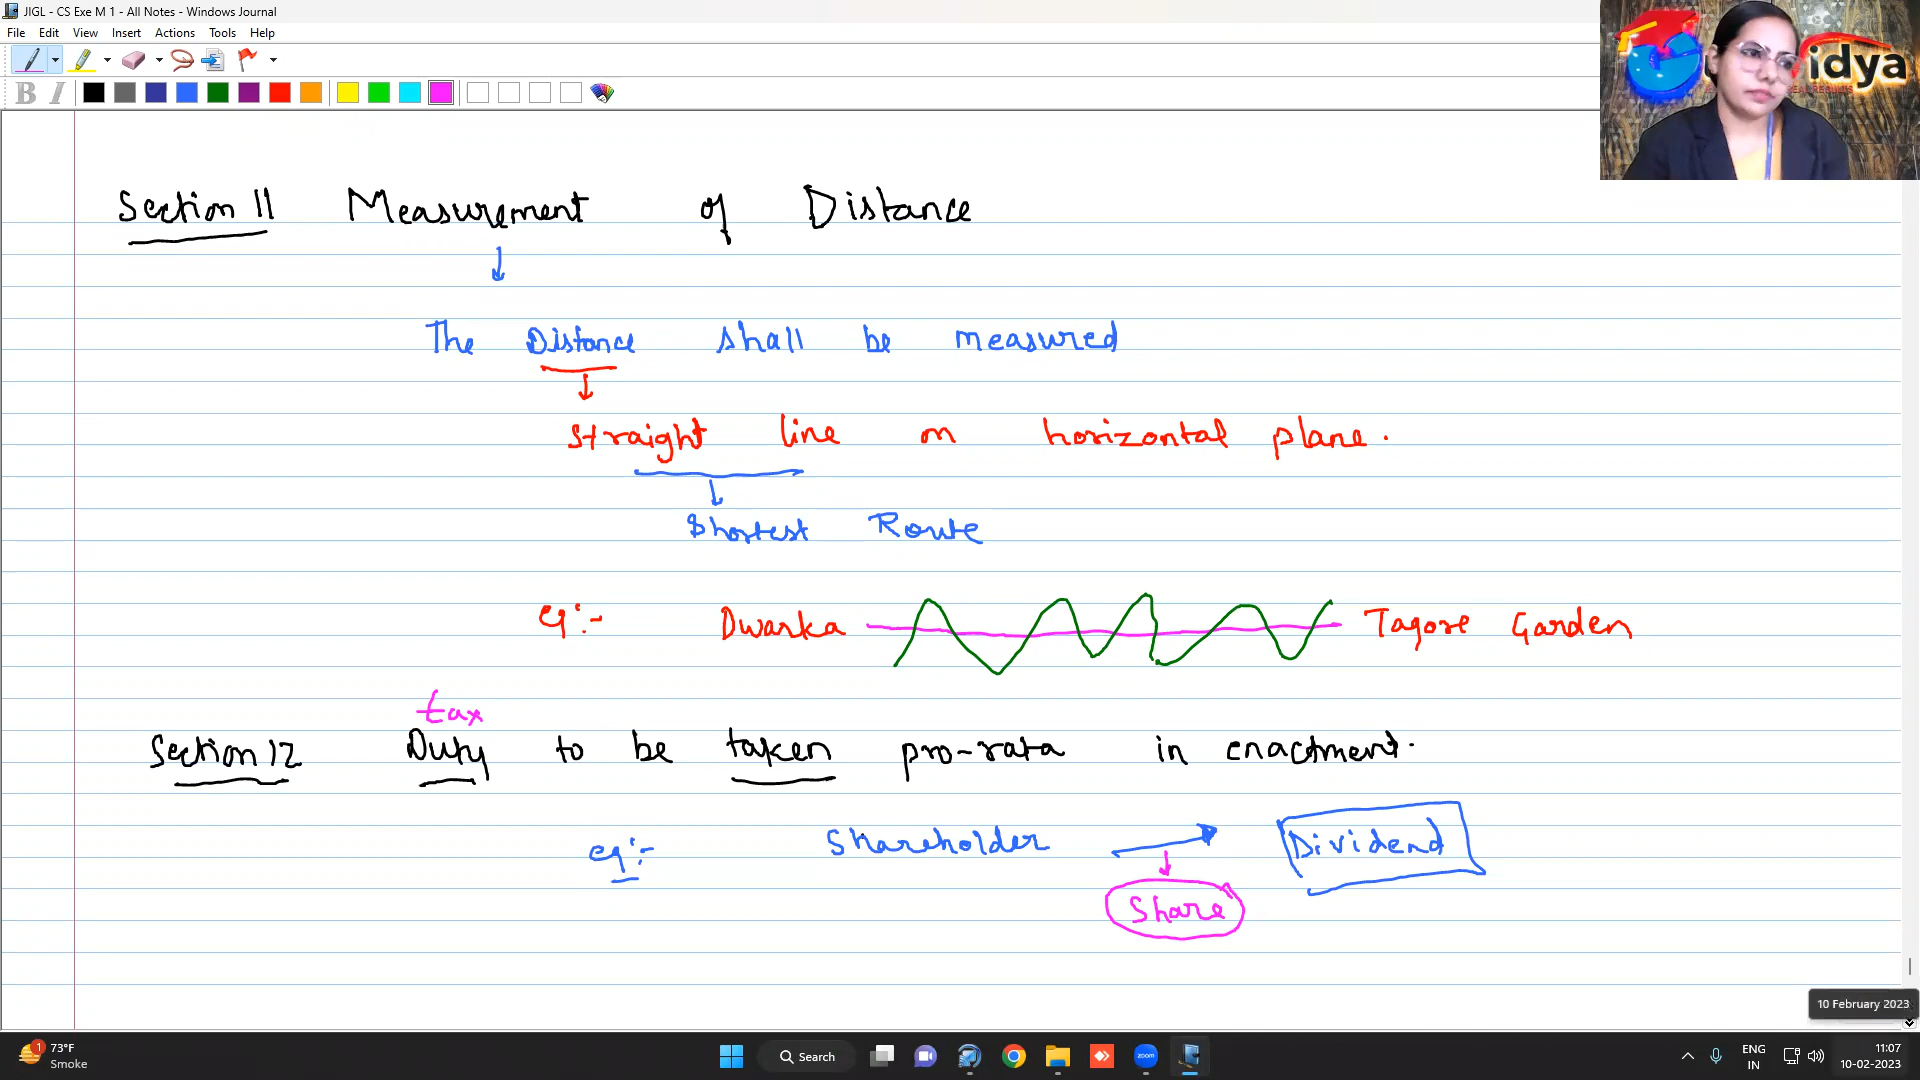 JIGL - CS Exe M 1 - All Notes - Windows Journal
File Edit View Insert Actions Tools Help
B I
idya
Section 11 Measurement of Distance
The Distance shall be measured
straight line on horizontal plane.
Shortest Route
eg:- Dwarka Tagore Garden
tax
Section 12 Duty to be taken pro-rata in enactment.
eg:- Shareholder Dividend
Share
10 February 2023
1
73°F
Smoke
Search
zoom
ENG
IN
11:07
10-02-2023